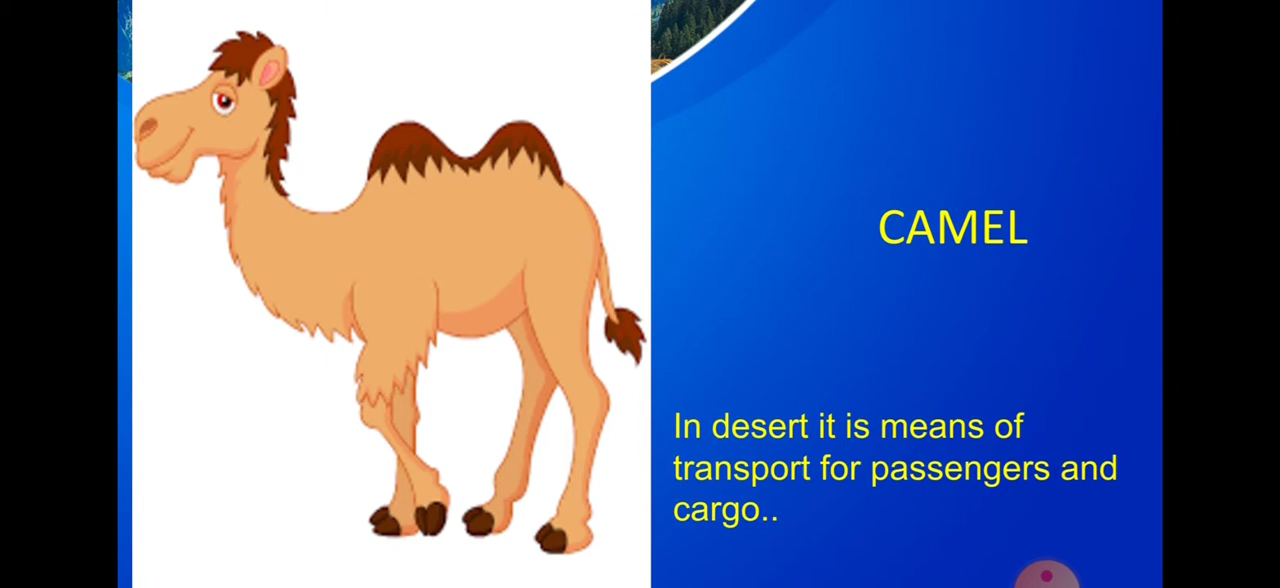 CAMEL
In desert it is means of
transport for passengers and
cargo..